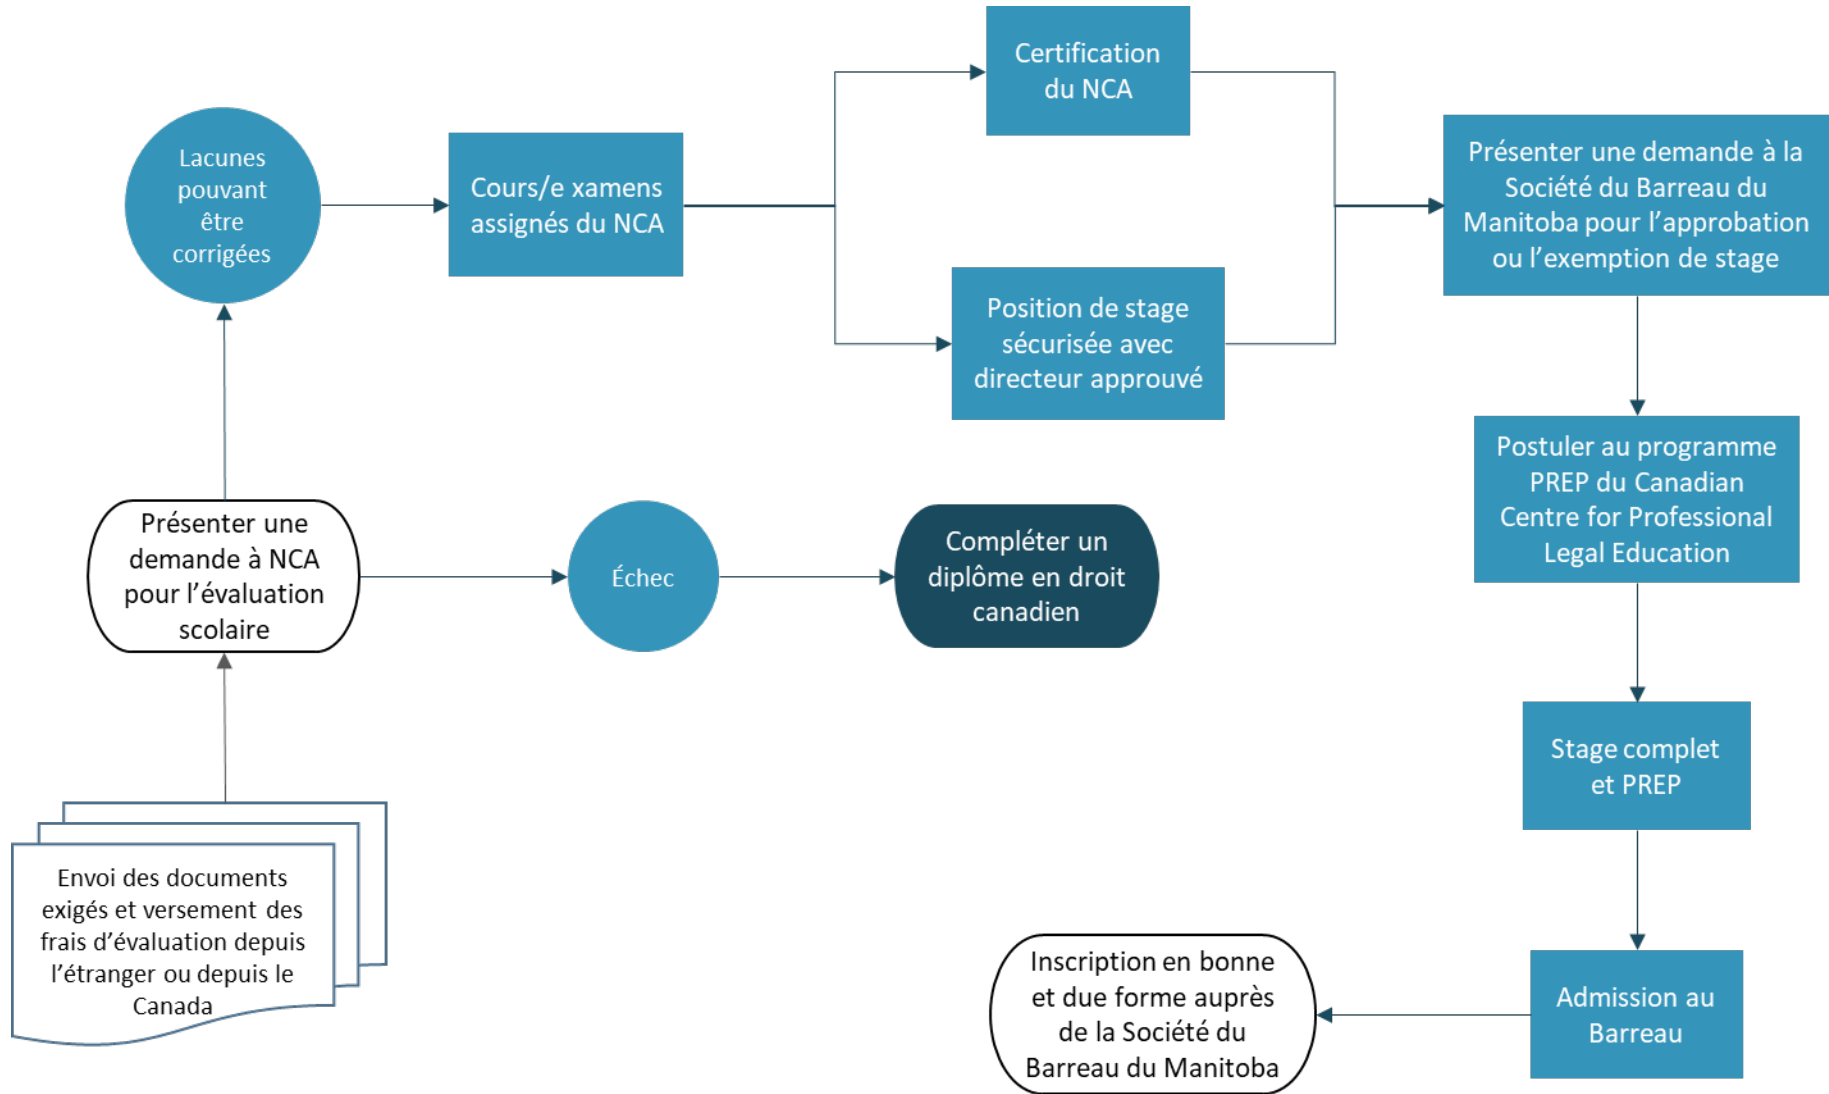 Certification
du NCA
Lacunes
pouvant
être
corrigées
Cours/e xamens
assignés du NCA
Présenter une demande à la
Société du Barreau du
Manitoba pour l’approbation
ou l’exemption de stage
Position de stage
sécurisée avec
directeur approuvé
Postuler au programme
PREP du Canadian
Centre for Professional
Legal Education
Présenter une
demande à NCA
pour l’évaluation
scolaire
Échec
Compléter un
diplôme en droit
canadien
Stage complet
et PREP
Envoi des documents
exigés et versement des
frais d’évaluation depuis
l’étranger ou depuis le
Canada
Inscription en bonne
et due forme auprès
de la Société du
Barreau du Manitoba
Admission au
Barreau